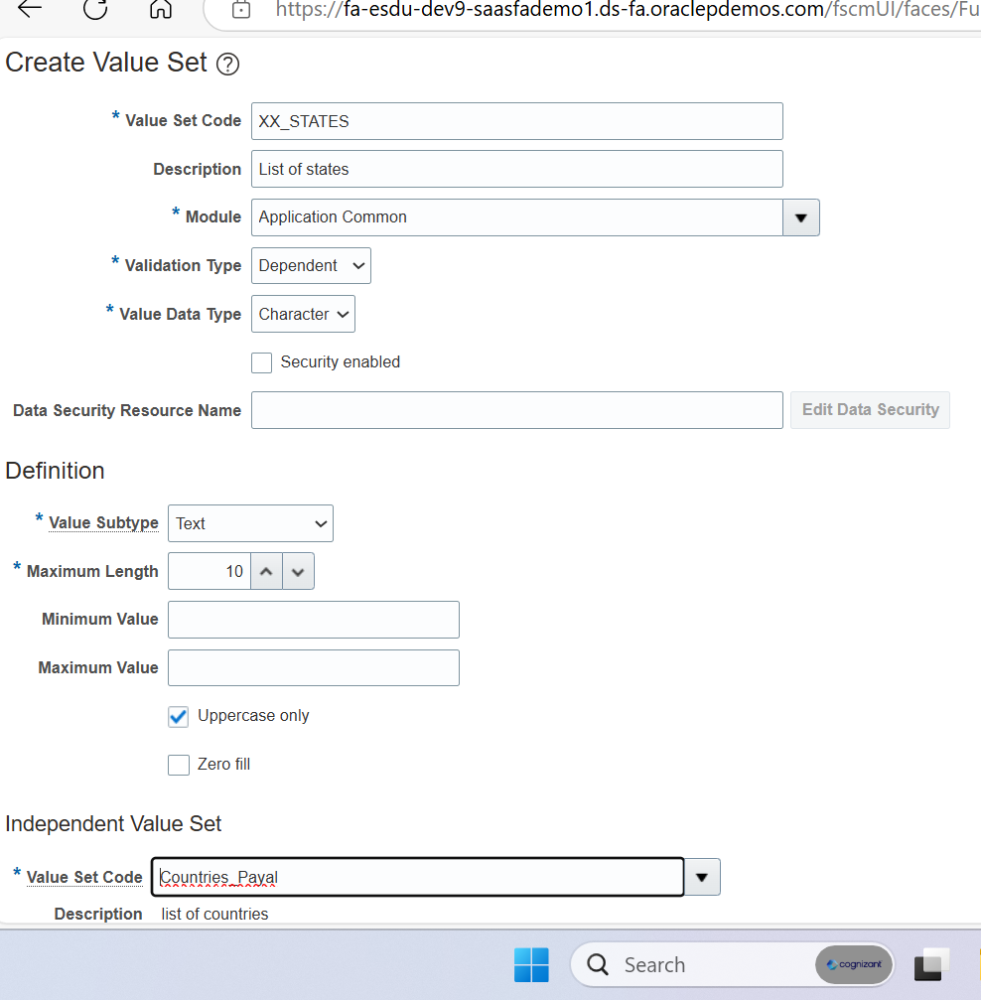 https://fa-esdu-dev9-saasfademo1.ds-fa.oraclepdemos.com/fscmUI/faces/Fu
Create Value Set ?
* Value Set Code XX_STATES
Description List of states
* Module Application Common
* Validation Type Dependent
* Value Data Type Character
Security enabled
Data Security Resource Name Edit Data Security
Definition
* Value Subtype Text
* Maximum Length 10
Minimum Value
Maximum Value
Uppercase only
Zero fill
Independent Value Set
* Value Set Code Countries_Payal
Description list of countries
Search cognizant